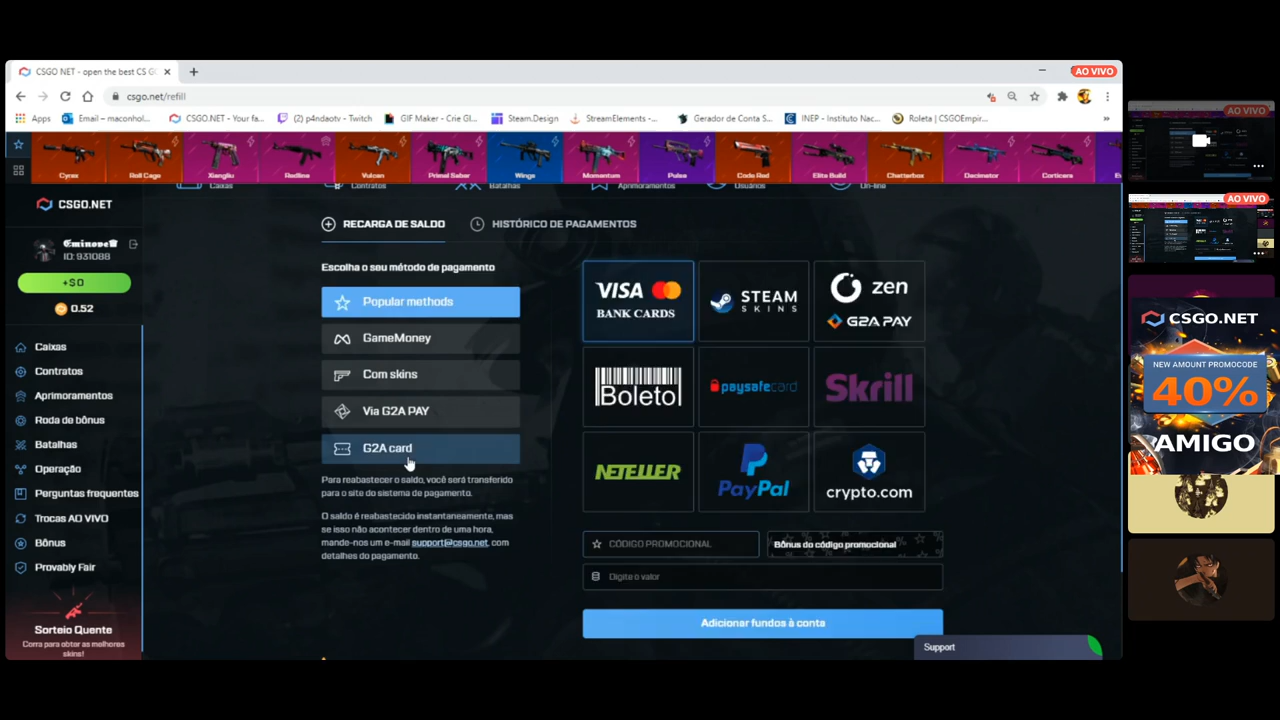 CSGO NET - open the best CS G
AO VIVO
csgo.net/refill
Apps
Email – maconhol...
CSGO.NET - Your fa...
(2) p4ndaotv - Twitch
GIF Maker - Crie GI...
Steam.Design
StreamElements -...
Gerador de Conta S...
INEP - Instituto Nac...
Roleta | CSGOEmpir...
»
Cyrex
Roll Cage
Xiangliu
Redline
Vulcan
Primal Saber
Wings
Momentum
Pulse
Code Red
Elite Build
Chatterbox
Decimator
Corticera
Caixas
Contratos
Batalhas
Aprimoramentos
Usuários
On-line
CSGO.NET
Eminove
ID: 931088
+$0
0.52
Caixas
Contratos
Aprimoramentos
Roda de bônus
Batalhas
Operação
Perguntas frequentes
Trocas AO VIVO
Bônus
Provably Fair
Sorteio Quente
Corra para obter as melhores
skins!
RECARGA DE SALDO
HISTÓRICO DE PAGAMENTOS
Escolha o seu método de pagamento
Popular methods
GameMoney
Com skins
Via G2A PAY
G2A card
Para reabastecer o saldo, você será transferido
para o site do sistema de pagamento.
O saldo é reabastecido instantaneamente, mas
se isso não acontecer dentro de uma hora,
mande-nos um e-mail support@csgo.net, com
detalhes do pagamento.
VISA
BANK CARDS
STEAM
SKINS
zen
G2A PAY
Boleto
paysafecard
Skrill
NETELLER
PayPal
crypto.com
CÓDIGO PROMOCIONAL
Bônus do código promocional
Digite o valor
Adicionar fundos à conta
Support
AO VIVO
AO VIVO
CSGO.NET
NEW AMOUNT PROMOCODE
40%
AMIGO